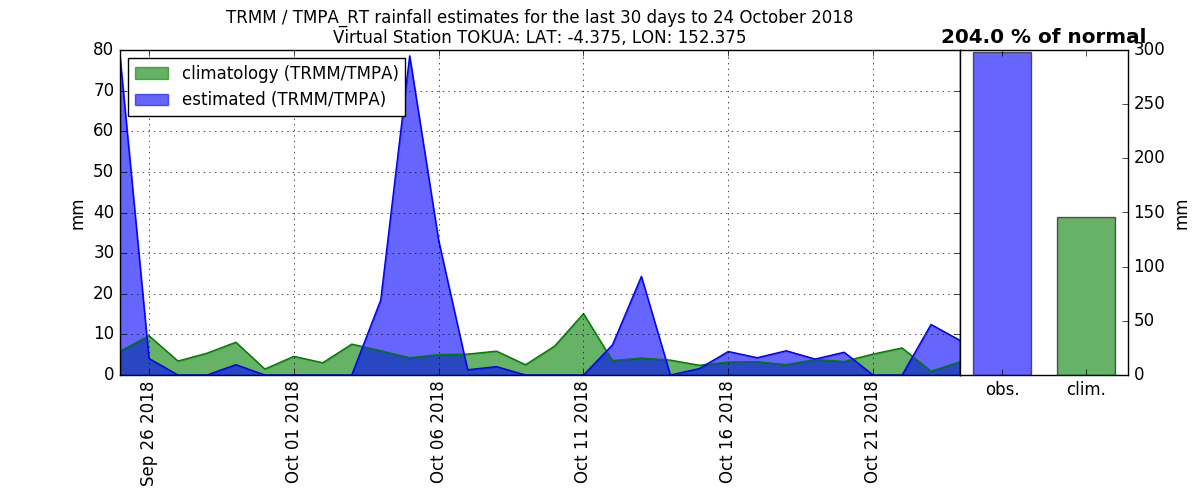 TRMM / TMPA_RT rainfall estimates for the last 30 days to 24 October 2018
Virtual Station TOKUA: LAT: -4.375, LON: 152.375
204.0 % of normal
climatology (TRMM/TMPA)
estimated (TRMM/TMPA)
mm
80
70
60
50
40
30
20
10
0
Sep 26 2018
Oct 01 2018
Oct 06 2018
Oct 11 2018
Oct 16 2018
Oct 21 2018
300
250
200
150
100
50
0
mm
obs.
clim.